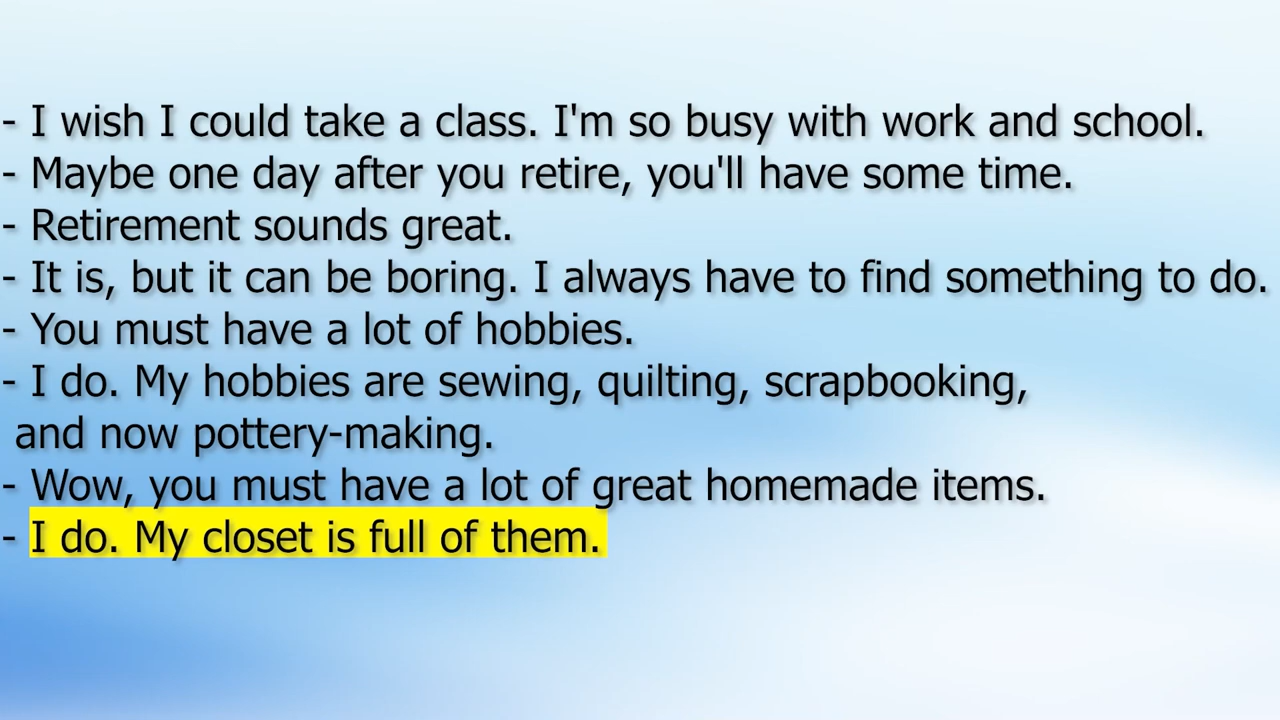 - I wish I could take a class. I'm so busy with work and school.
- Maybe one day after you retire, you'll have some time.
- Retirement sounds great.
- It is, but it can be boring. I always have to find something to do.
- You must have a lot of hobbies.
- I do. My hobbies are sewing, quilting, scrapbooking,
and now pottery-making.
- Wow, you must have a lot of great homemade items.
- I do. My closet is full of them.